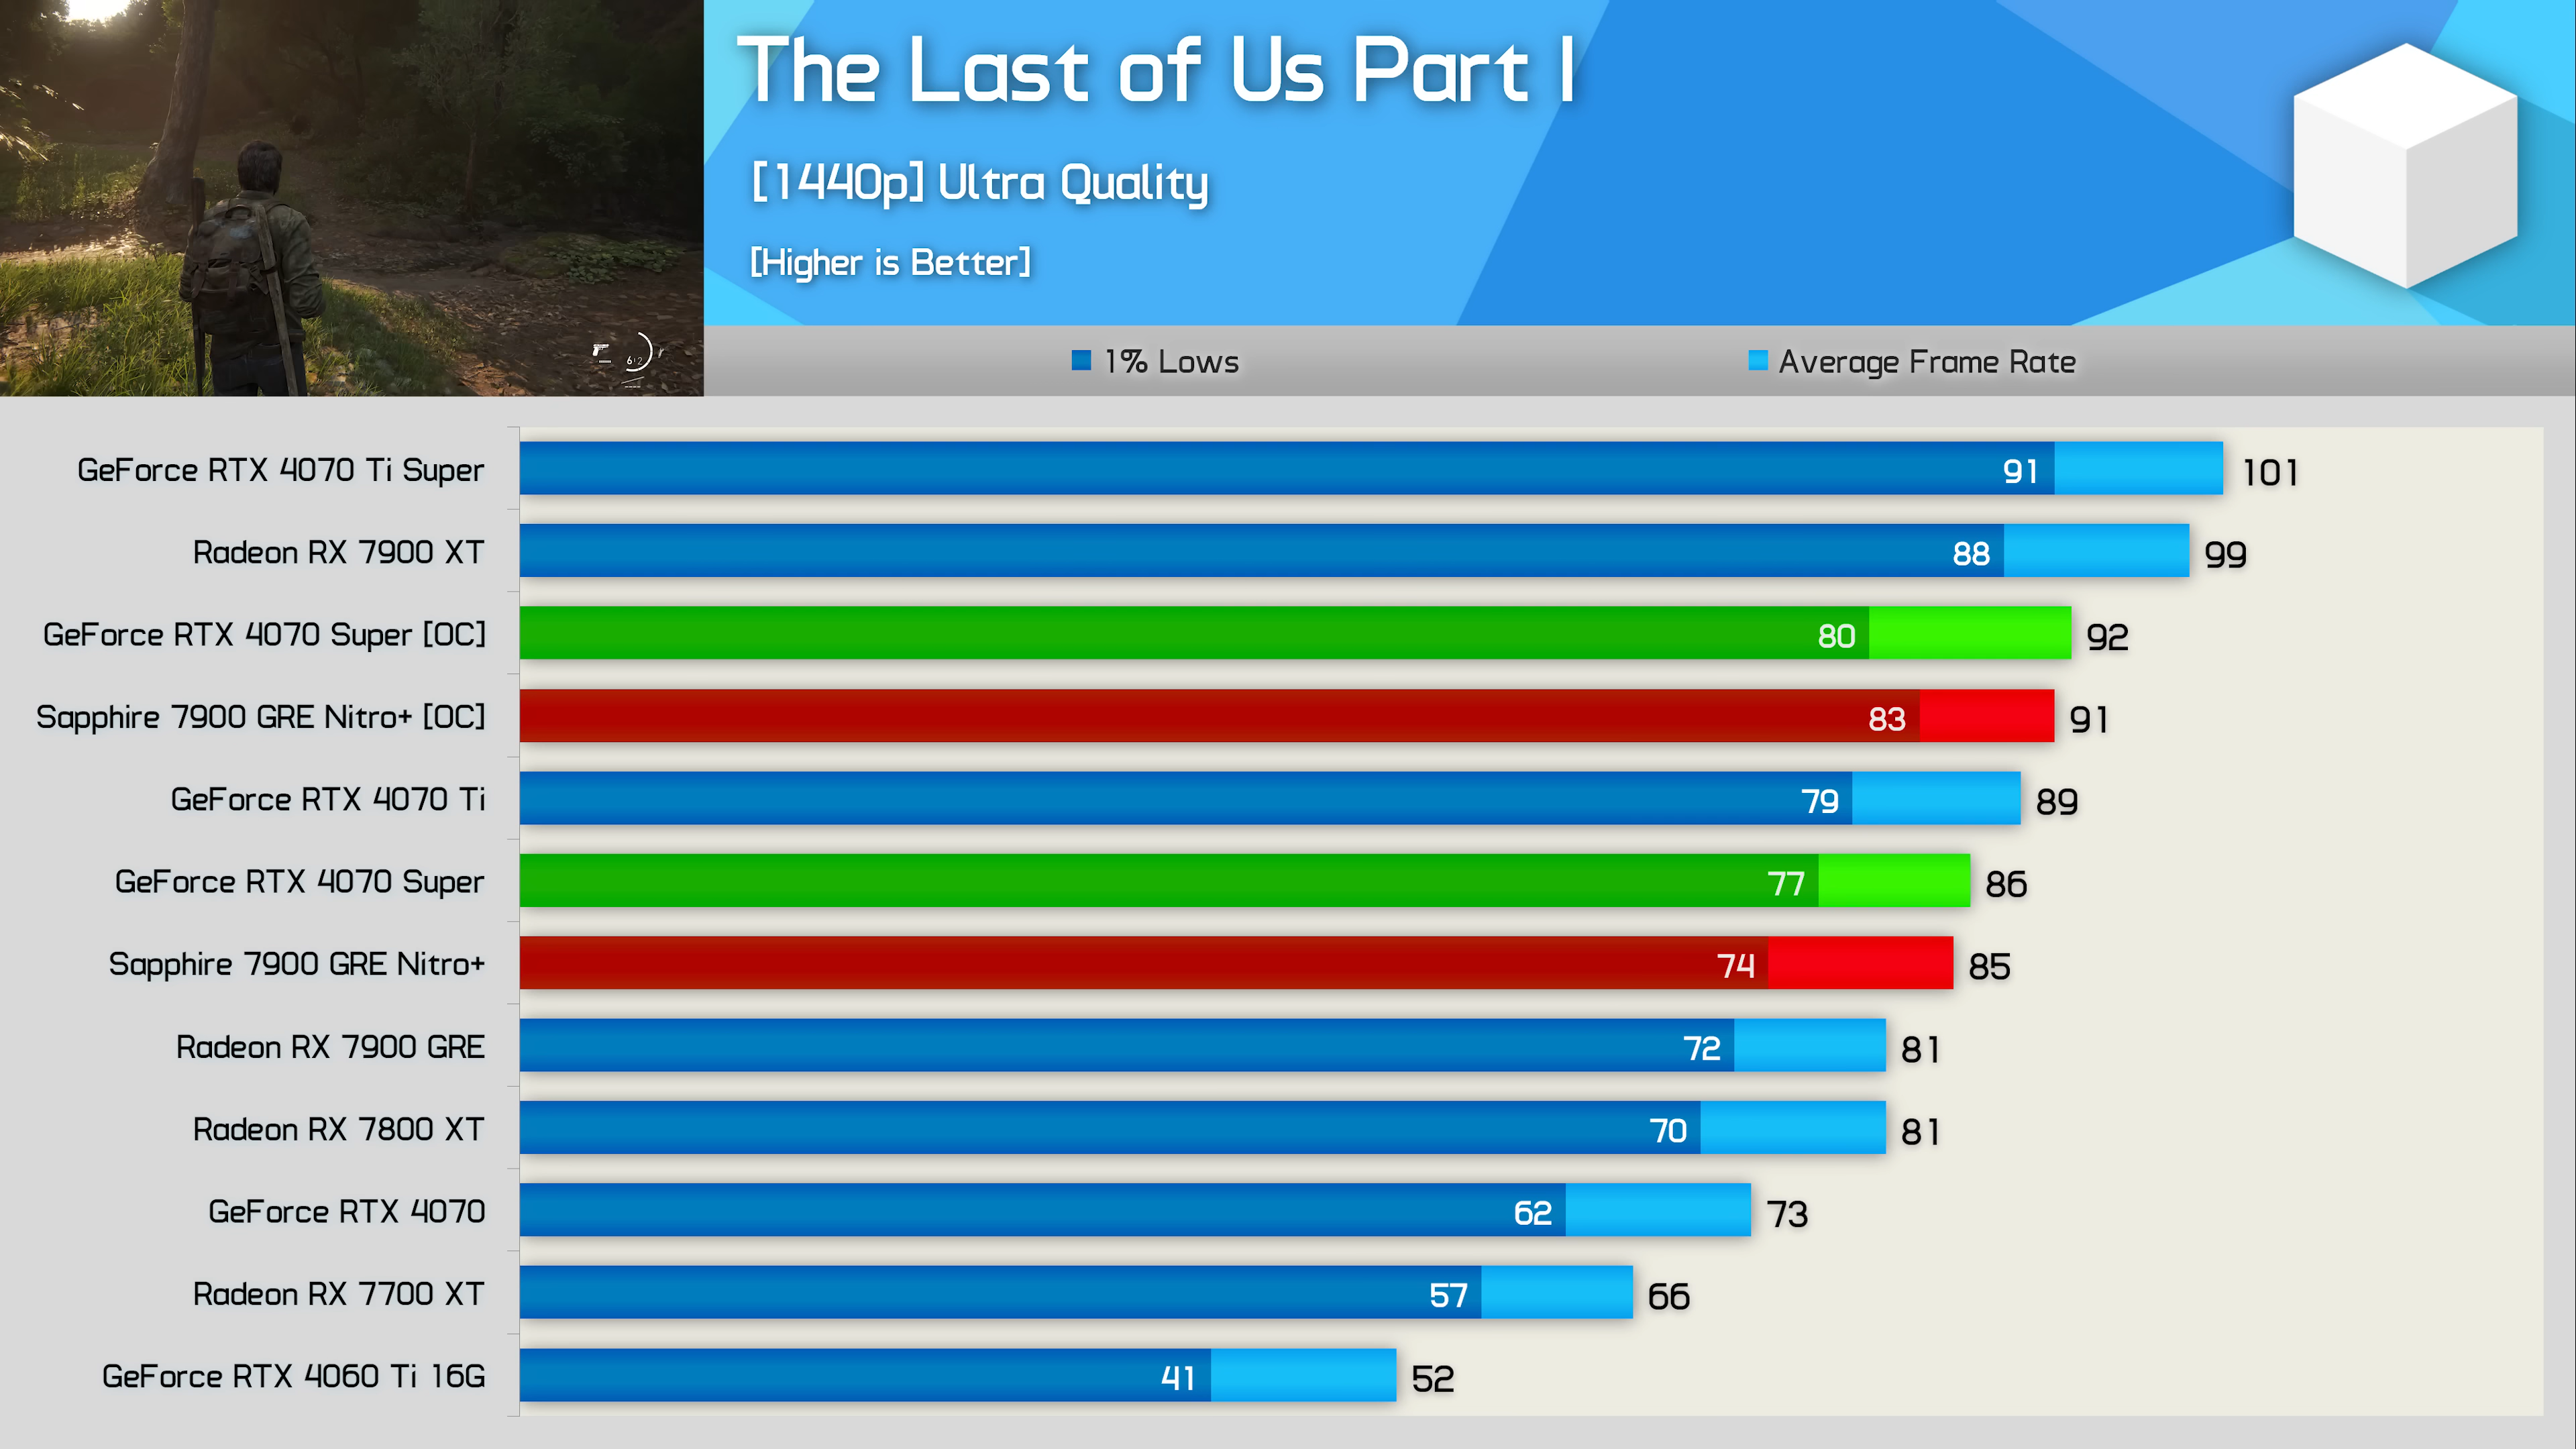 The Last of Us Part I
[1440p] Ultra Quality
[Higher is Better]
1% Lows
Average Frame Rate
GeForce RTX 4070 Ti Super 91 101
Radeon RX 7900 XT 88 99
GeForce RTX 4070 Super [OC] 80 92
Sapphire 7900 GRE Nitro+ [OC] 83 91
GeForce RTX 4070 Ti 79 89
GeForce RTX 4070 Super 77 86
Sapphire 7900 GRE Nitro+ 74 85
Radeon RX 7900 GRE 72 81
Radeon RX 7800 XT 70 81
GeForce RTX 4070 62 73
Radeon RX 7700 XT 57 66
GeForce RTX 4060 Ti 16G 41 52